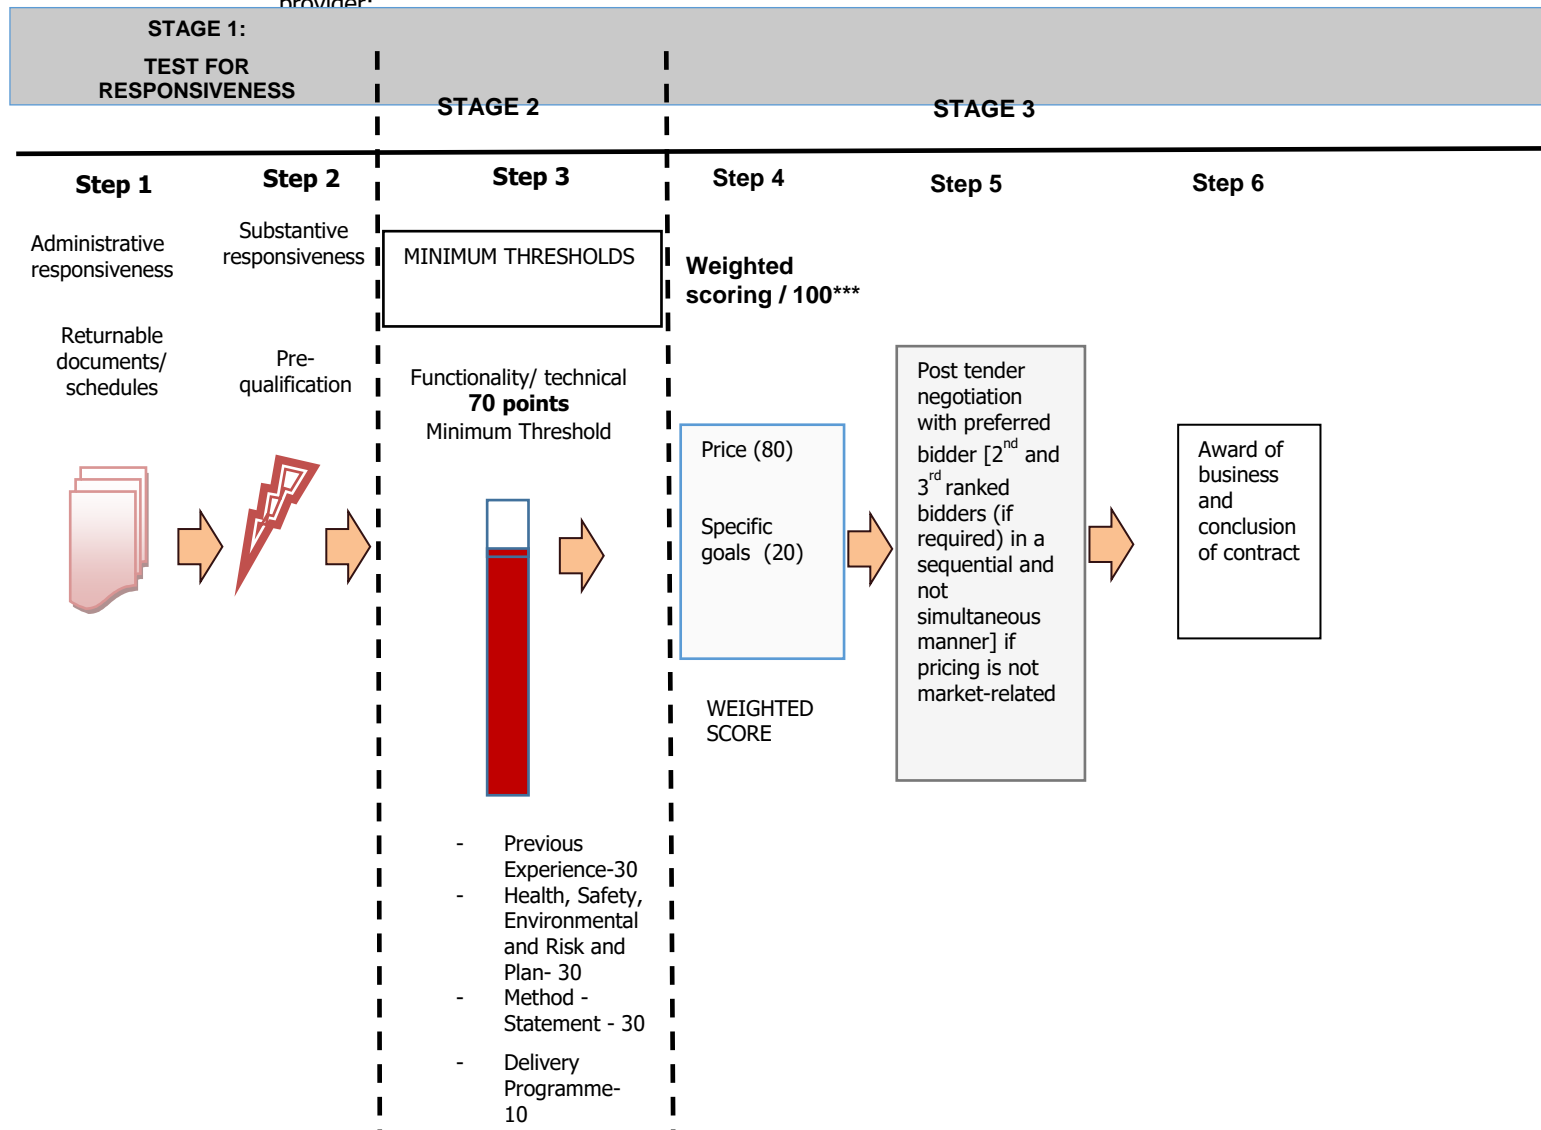 provider:
STAGE 1:
TEST FOR
RESPONSIVENESS
STAGE 2
STAGE 3
Step 1
Step 2
Step 3
Step 4
Step 5
Step 6
Administrative
responsiveness
Returnable
documents/
schedules
Substantive
responsiveness
Pre-
qualification
MINIMUM THRESHOLDS
Functionality/ technical
70 points
Minimum Threshold
- Previous
Experience-30
- Health, Safety,
Environmental
and Risk and
Plan- 30
- Method -
Statement - 30
- Delivery
Programme-
10
Weighted
scoring / 100***
Price (80)
Specific
goals (20)
WEIGHTED
SCORE
Post tender
negotiation
with preferred
bidder [2nd and
3rd ranked
bidders (if
required) in a
sequential and
not
simultaneous
manner] if
pricing is not
market-related
Award of
business
and
conclusion
of contract